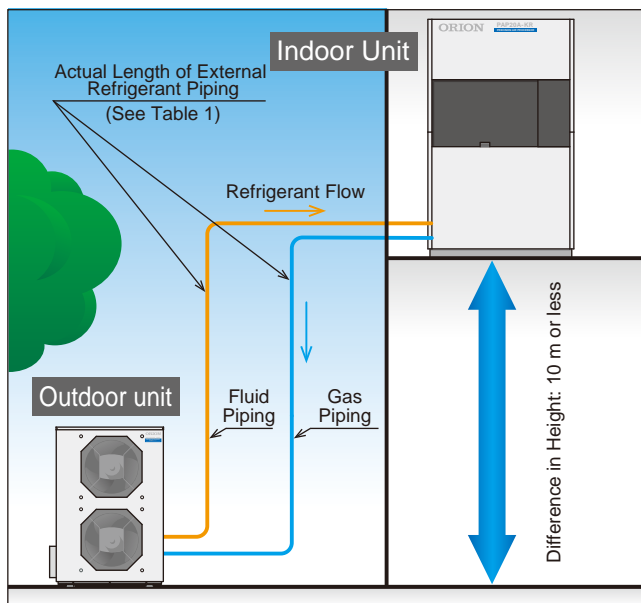 ORION PAP20A-KR
Indoor Unit
Actual Length of External
Refrigerant Piping
(See Table 1)
Refrigerant Flow
Outdoor unit
Fluid
Piping
Gas
Piping
Difference in Height: 10 m or less
ORION